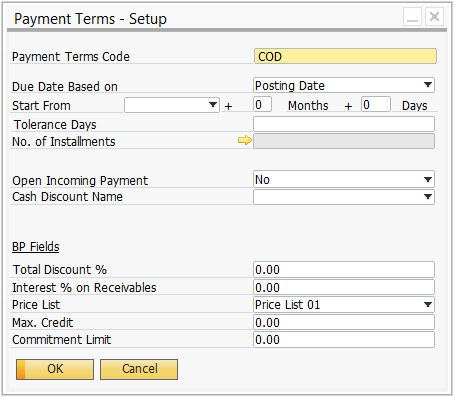 Payment Terms - Setup
Payment Terms Code COD
Due Date Based on Posting Date
Start From + 0 Months + 0 Days
Tolerance Days
No. of Installments
Open Incoming Payment No
Cash Discount Name
BP Fields
Total Discount % 0.00
Interest % on Receivables 0.00
Price List Price List 01
Max. Credit 0.00
Commitment Limit 0.00
OK Cancel